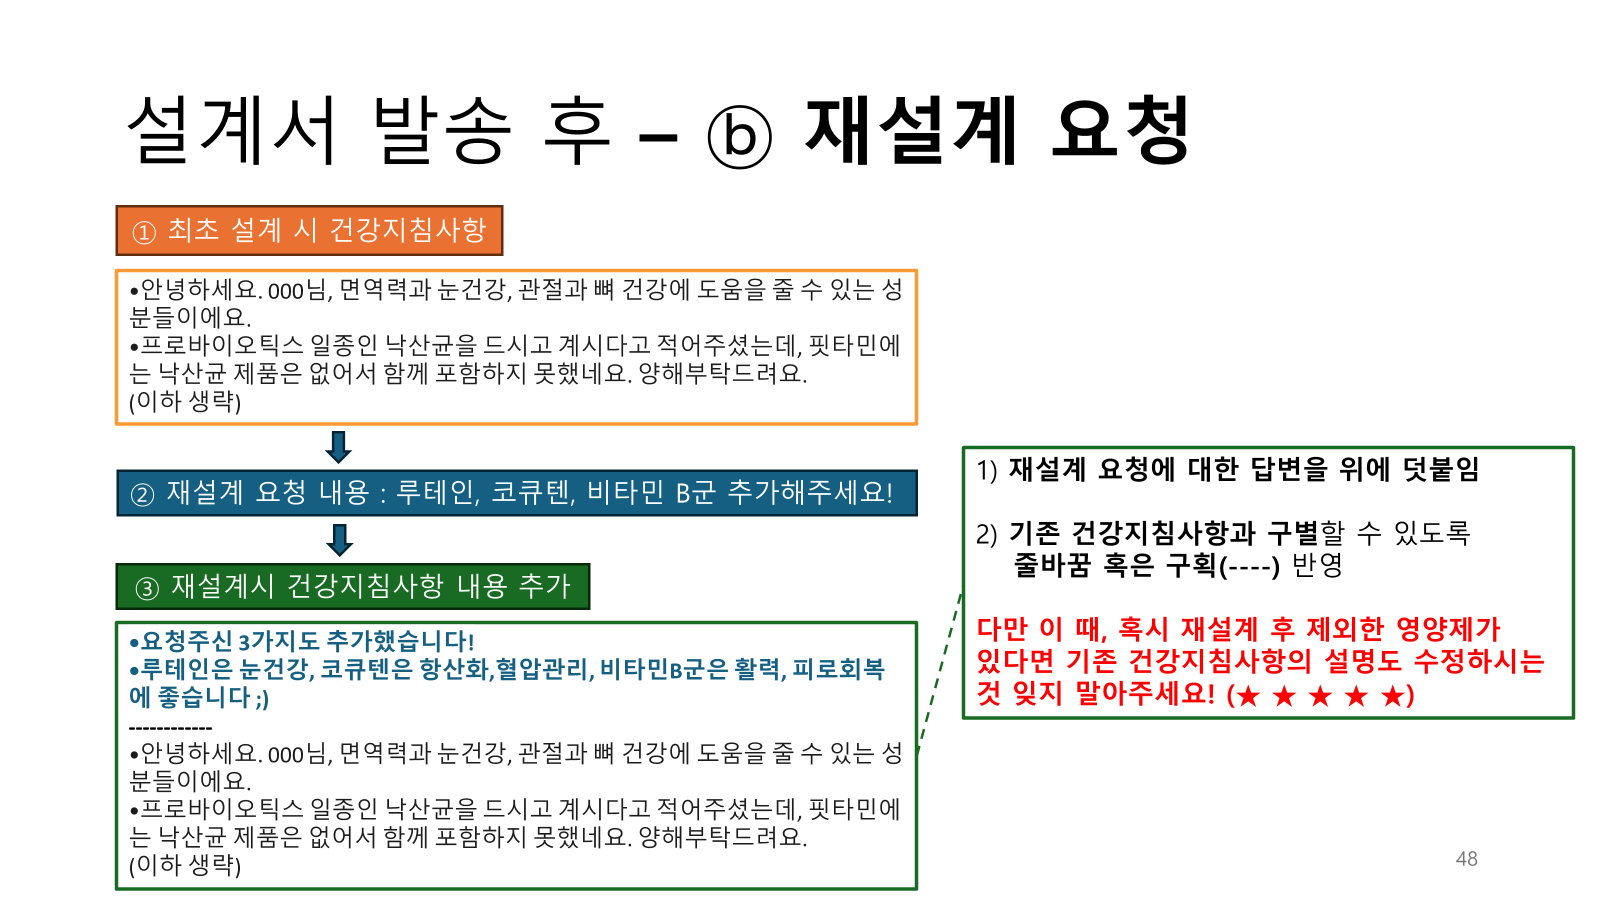 설계서 발송 후 – ⓑ 재설계 요청
① 최초 설계 시 건강지침사항
•안녕하세요. 000님, 면역력과 눈건강, 관절과 뼈 건강에 도움을 줄 수 있는 성
분들이에요.
•프로바이오틱스 일종인 낙산균을 드시고 계시다고 적어주셨는데, 핏타민에
는 낙산균 제품은 없어서 함께 포함하지 못했네요. 양해부탁드려요.
(이하 생략)
② 재설계 요청 내용 : 루테인, 코큐텐, 비타민 B군 추가해주세요!
③ 재설계시 건강지침사항 내용 추가
•요청주신 3가지도 추가했습니다!
•루테인은 눈건강, 코큐텐은 항산화,혈압관리, 비타민B군은 활력, 피로회복
에 좋습니다 ;)
------------
•안녕하세요. 000님, 면역력과 눈건강, 관절과 뼈 건강에 도움을 줄 수 있는 성
분들이에요.
•프로바이오틱스 일종인 낙산균을 드시고 계시다고 적어주셨는데, 핏타민에
는 낙산균 제품은 없어서 함께 포함하지 못했네요. 양해부탁드려요.
(이하 생략)
1) 재설계 요청에 대한 답변을 위에 덧붙임
2) 기존 건강지침사항과 구별할 수 있도록
줄바꿈 혹은 구획(----) 반영
다만 이 때, 혹시 재설계 후 제외한 영양제가
있다면 기존 건강지침사항의 설명도 수정하시는
것 잊지 말아주세요! (★ ★ ★ ★ ★)
48